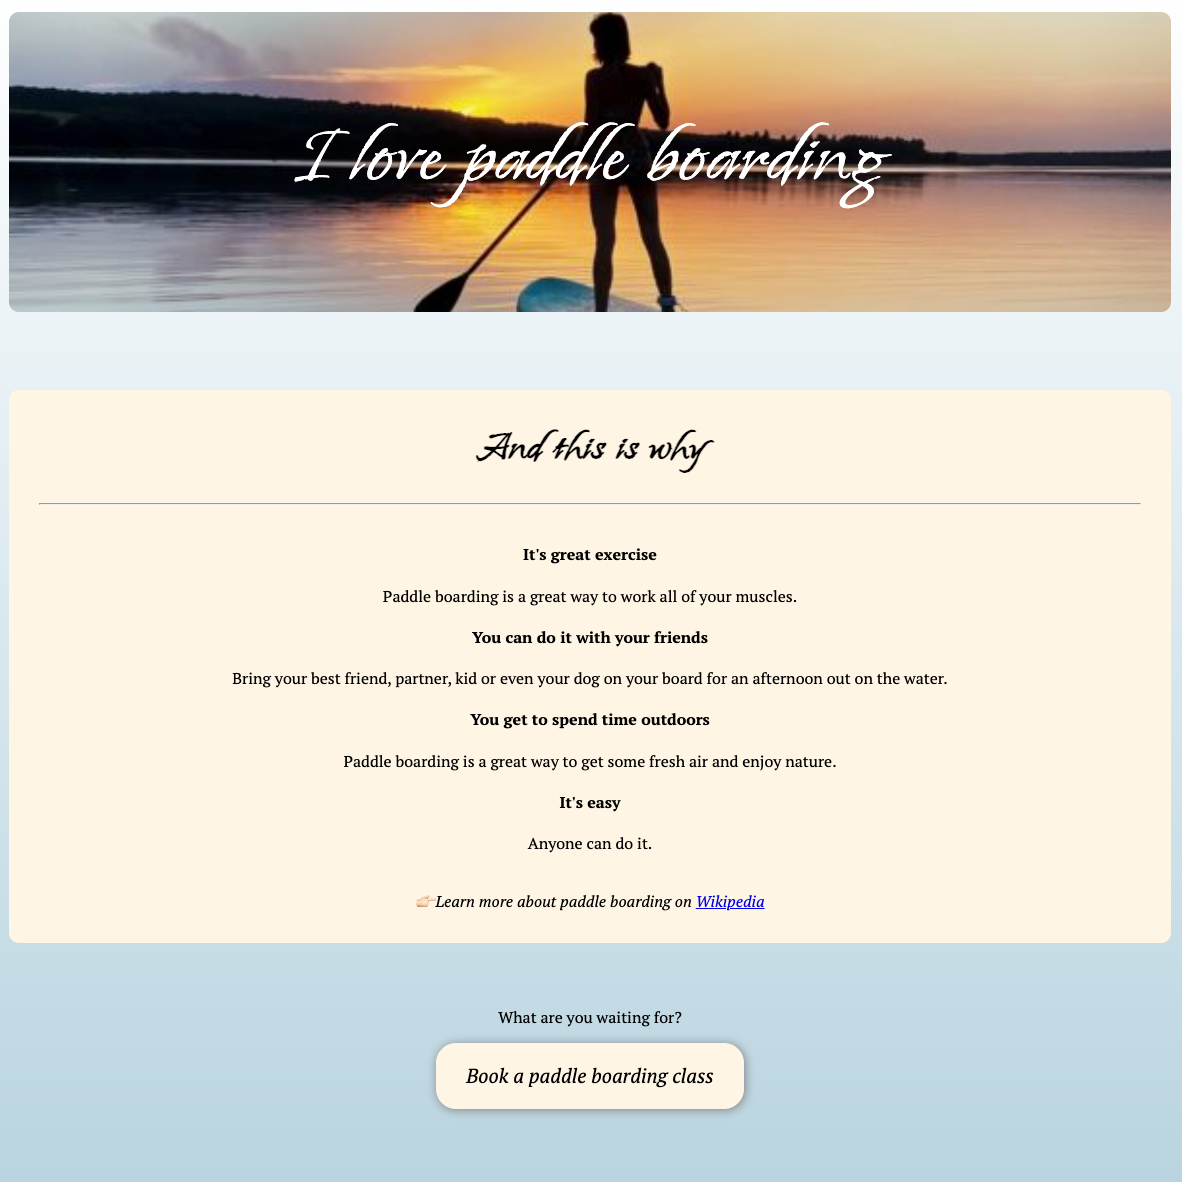 I love paddle boarding
And this is why
It's great exercise
Paddle boarding is a great way to work all of your muscles.
You can do it with your friends
Bring your best friend, partner, kid or even your dog on your board for an afternoon out on the water.
You get to spend time outdoors
Paddle boarding is a great way to get some fresh air and enjoy nature.
It's easy
Anyone can do it.
👉🏻Learn more about paddle boarding on Wikipedia
What are you waiting for?
Book a paddle boarding class